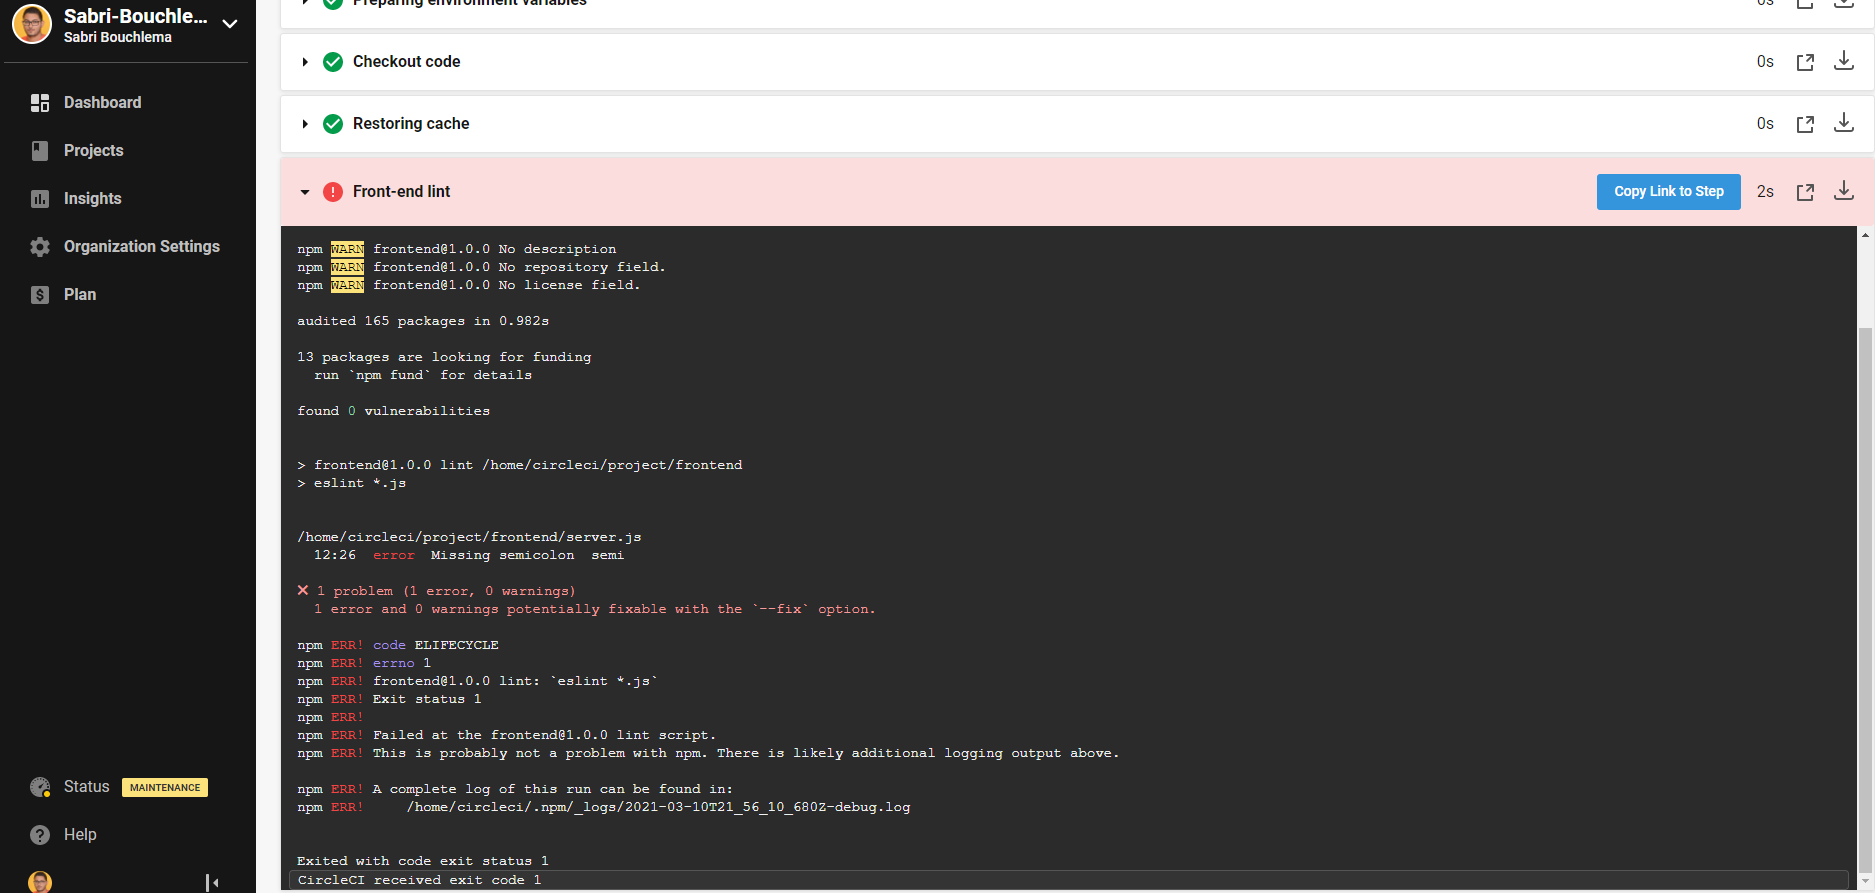 Sabri-Bouchle...
Sabri Bouchlema
Dashboard
Projects
Insights
Organization Settings
Plan
Status MAINTENANCE
Help
Preparing environment variables 0s
Checkout code 0s
Restoring cache 0s
Front-end lint Copy Link to Step 2s
npm WARN frontend@1.0.0 No description
npm WARN frontend@1.0.0 No repository field.
npm WARN frontend@1.0.0 No license field.
audited 165 packages in 0.982s
13 packages are looking for funding
run `npm fund` for details
found 0 vulnerabilities
> frontend@1.0.0 lint /home/circleci/project/frontend
> eslint *.js
/home/circleci/project/frontend/server.js
12:26 error Missing semicolon semi
✕ 1 problem (1 error, 0 warnings)
1 error and 0 warnings potentially fixable with the `--fix` option.
npm ERR! code ELIFECYCLE
npm ERR! errno 1
npm ERR! frontend@1.0.0 lint: `eslint *.js`
npm ERR! Exit status 1
npm ERR!
npm ERR! Failed at the frontend@1.0.0 lint script.
npm ERR! This is probably not a problem with npm. There is likely additional logging output above.
npm ERR! A complete log of this run can be found in:
npm ERR! /home/circleci/.npm/_logs/2021-03-10T21_56_10_680Z-debug.log
Exited with code exit status 1
CircleCI received exit code 1